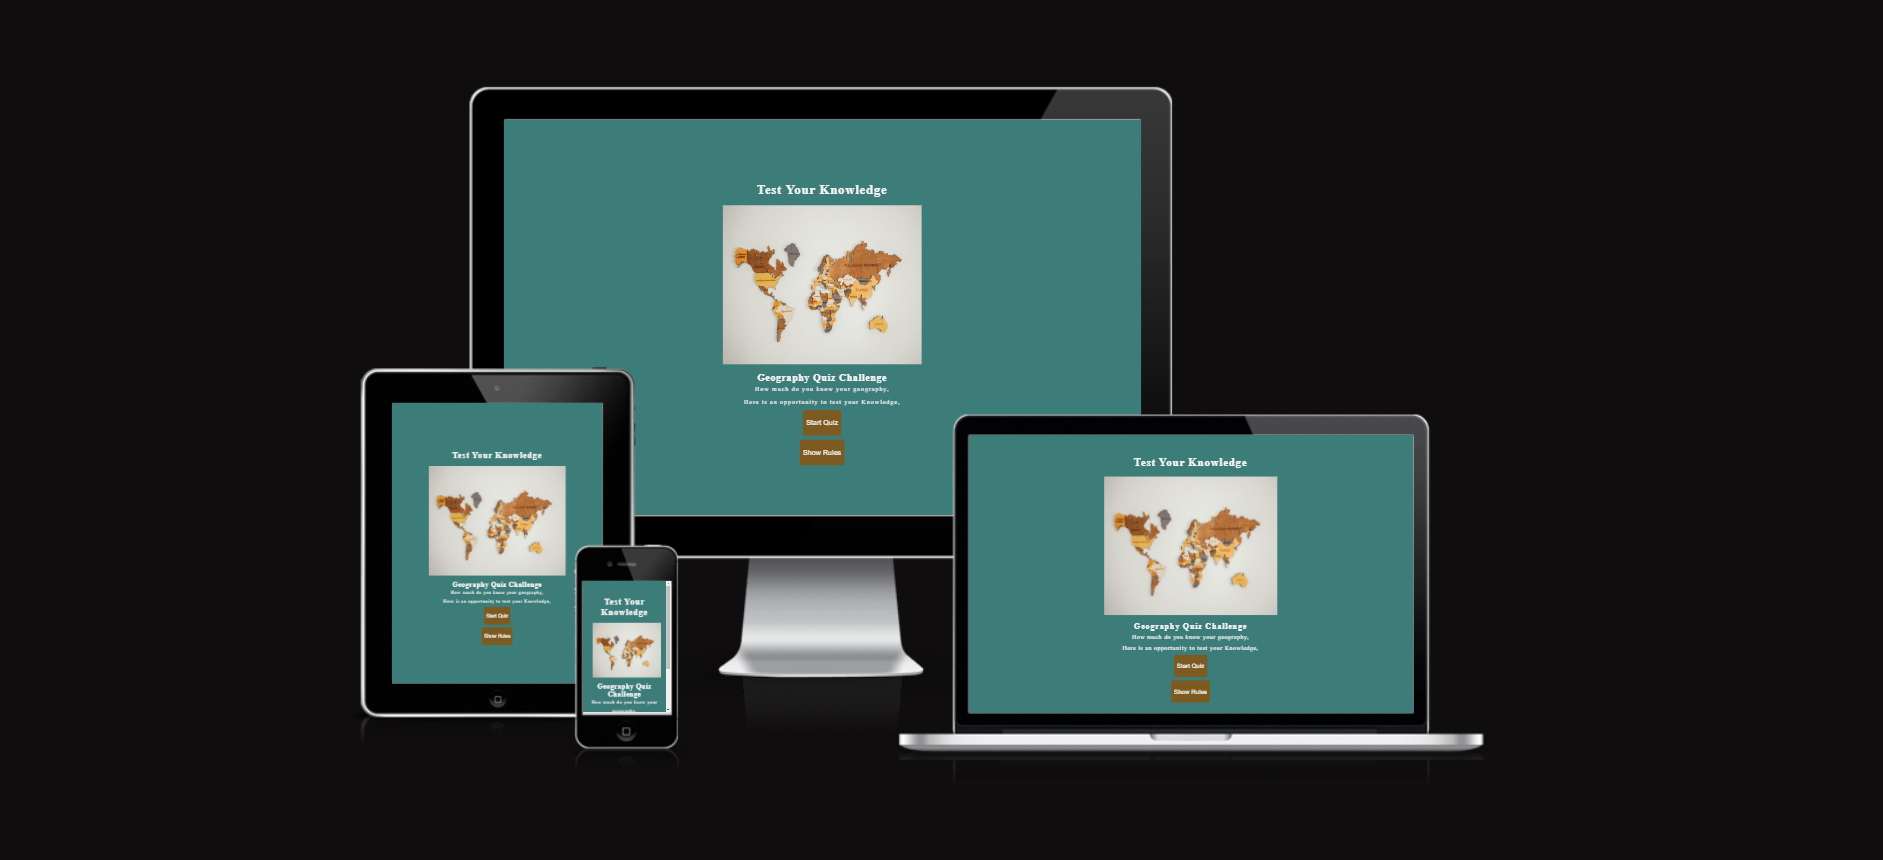 Test Your Knowledge
Geography Quiz Challenge
How much do you know your geography,
Here is an opportunity to test your Knowledge,
Start Quiz
Show Rules
Test Your Knowledge
Geography Quiz Challenge
How much do you know your geography,
Here is an opportunity to test your Knowledge,
Start Quiz
Show Rules
Test Your
Knowledge
Geography Quiz
Challenge
How much do you know your
Test Your Knowledge
Geography Quiz Challenge
How much do you know your geography,
Here is an opportunity to test your Knowledge,
Start Quiz
Show Rules